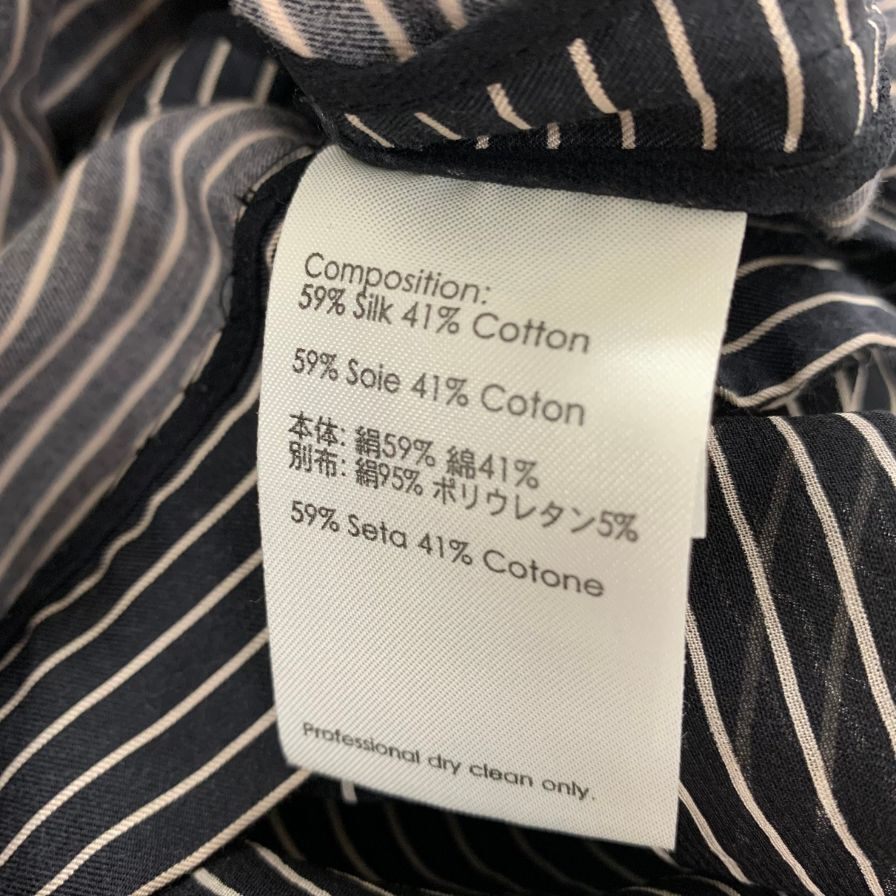 Composition:
59% Silk 41% Cotton
59% Soie 41% Coton
本体: 絹59% 綿41%
別布: 絹95% ポリウレタン5%
59% Seta 41% Cotone
Professional dry clean only.